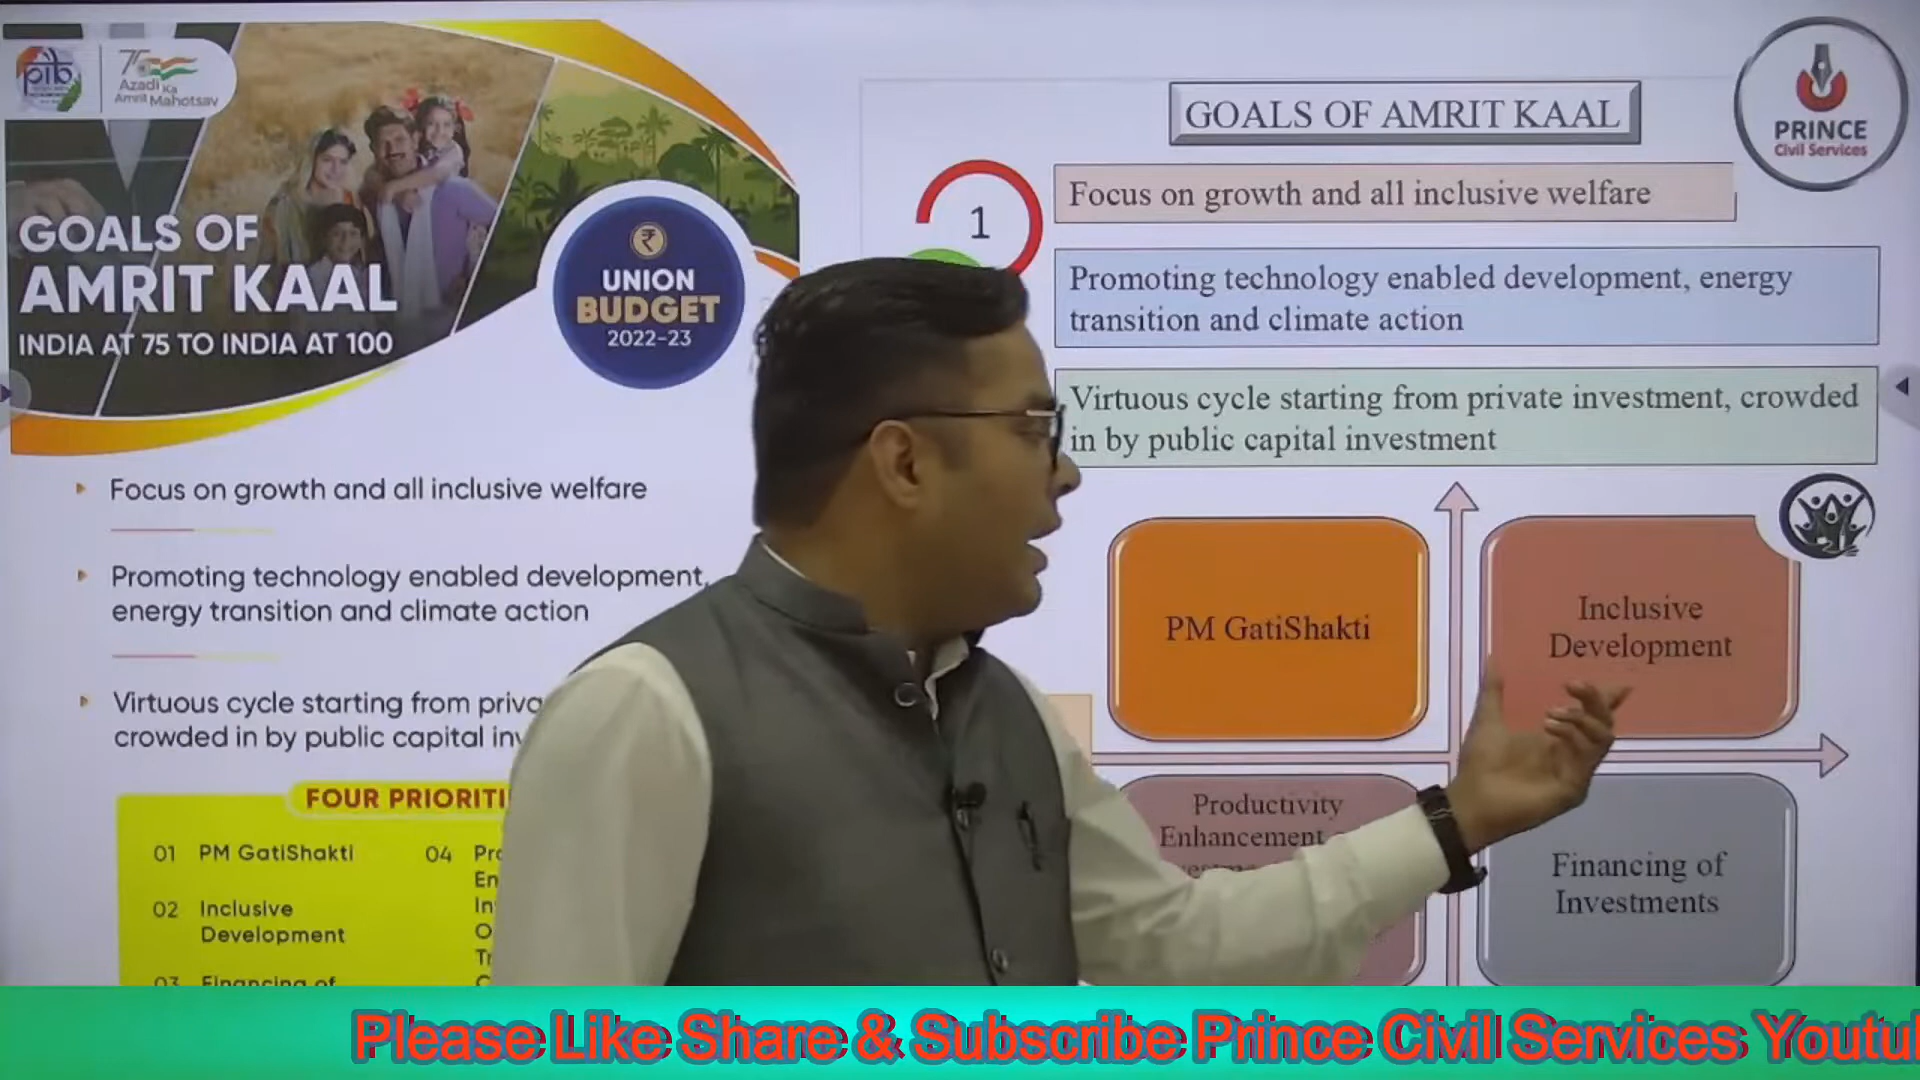 pib
75
Azadi Ka
Amrit Mahotsav
GOALS OF
AMRIT KAAL
INDIA AT 75 TO INDIA AT 100
₹
UNION
BUDGET
2022-23
Focus on growth and all inclusive welfare
Promoting technology enabled development,
energy transition and climate action
Virtuous cycle starting from
crowded in by public capital
FOUR
01 PM GatiShakti
02 Inclusive
Development
03 Financing of
04
GOALS OF AMRIT KAAL
PRINCE
Civil Services
1
Focus on growth and all inclusive welfare
Promoting technology enabled development, energy
transition and climate action
Virtuous cycle starting from private investment, crowded
in by public capital investment
PM GatiShakti
Inclusive
Development
Productivity
Enhancement
Financing of
Investments
Please Like Share & Subscribe Prince Civil Services